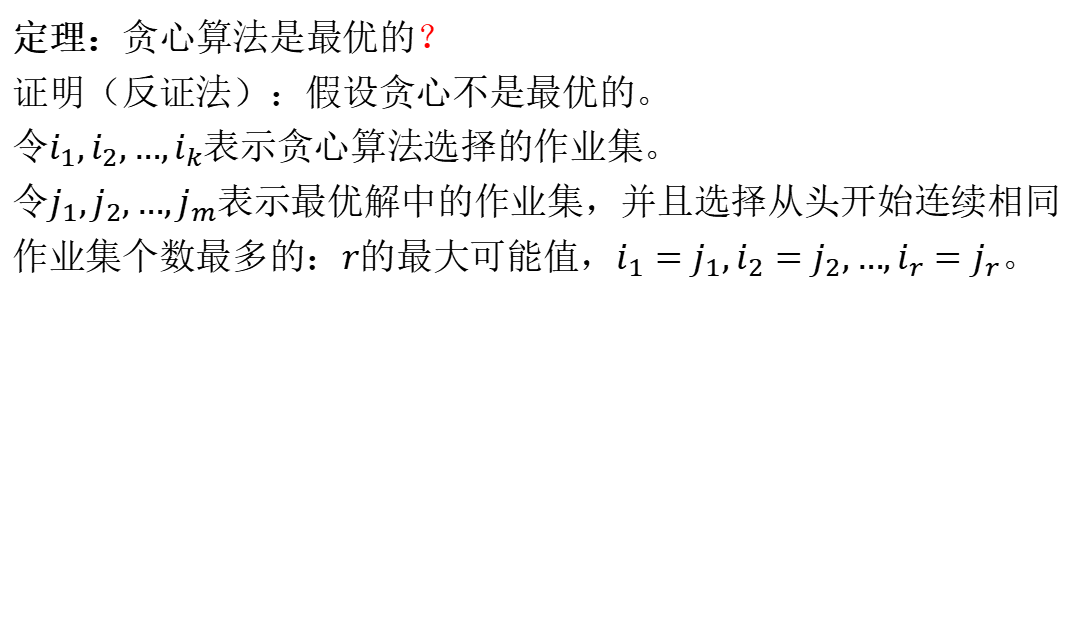 定理：贪心算法是最优的？
证明（反证法）：假设贪心不是最优的。
令i₁, i₂, …, iₖ表示贪心算法选择的作业集。
令j₁, j₂, …, jₘ表示最优解中的作业集，并且选择从头开始连续相同
作业集个数最多的：r的最大可能值，i₁ = j₁, i₂ = j₂, …, iᵣ = jᵣ。